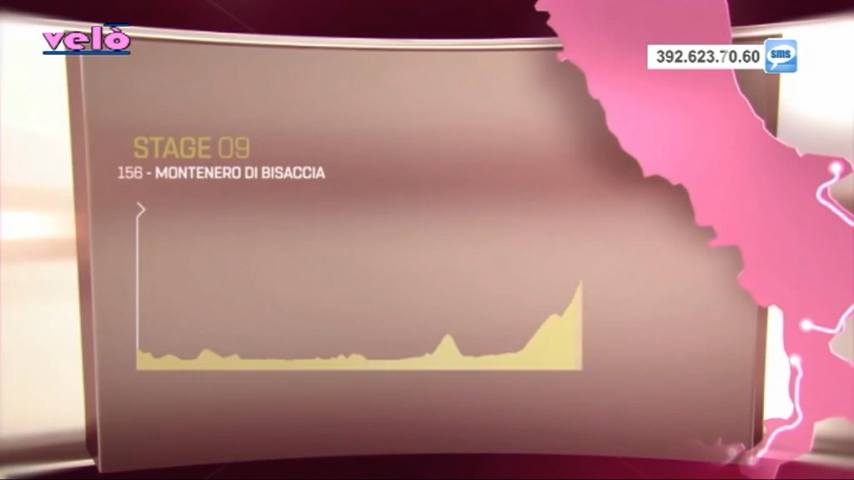 velò
392.623.70.60 sms
STAGE 09
156 - MONTENERO DI BISACCIA